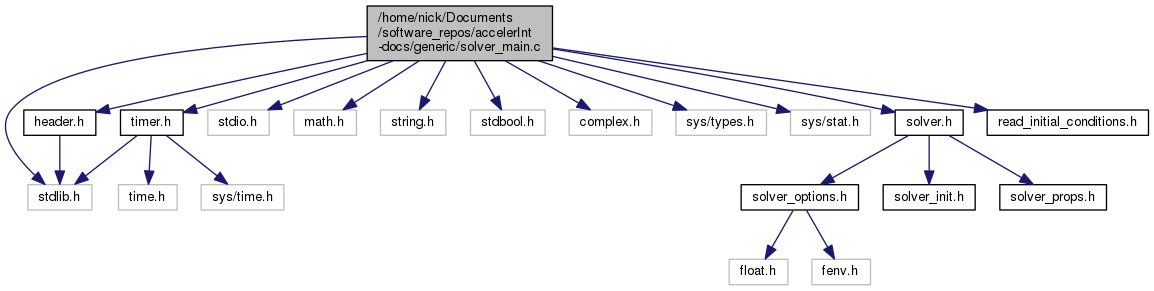 /home/nick/Documents
/software_repos/accelerInt
-docs/generic/solver_main.c
header.h
timer.h
stdio.h
math.h
string.h
stdbool.h
complex.h
sys/types.h
sys/stat.h
solver.h
read_initial_conditions.h
stdlib.h
time.h
sys/time.h
solver_options.h
solver_init.h
solver_props.h
float.h
fenv.h